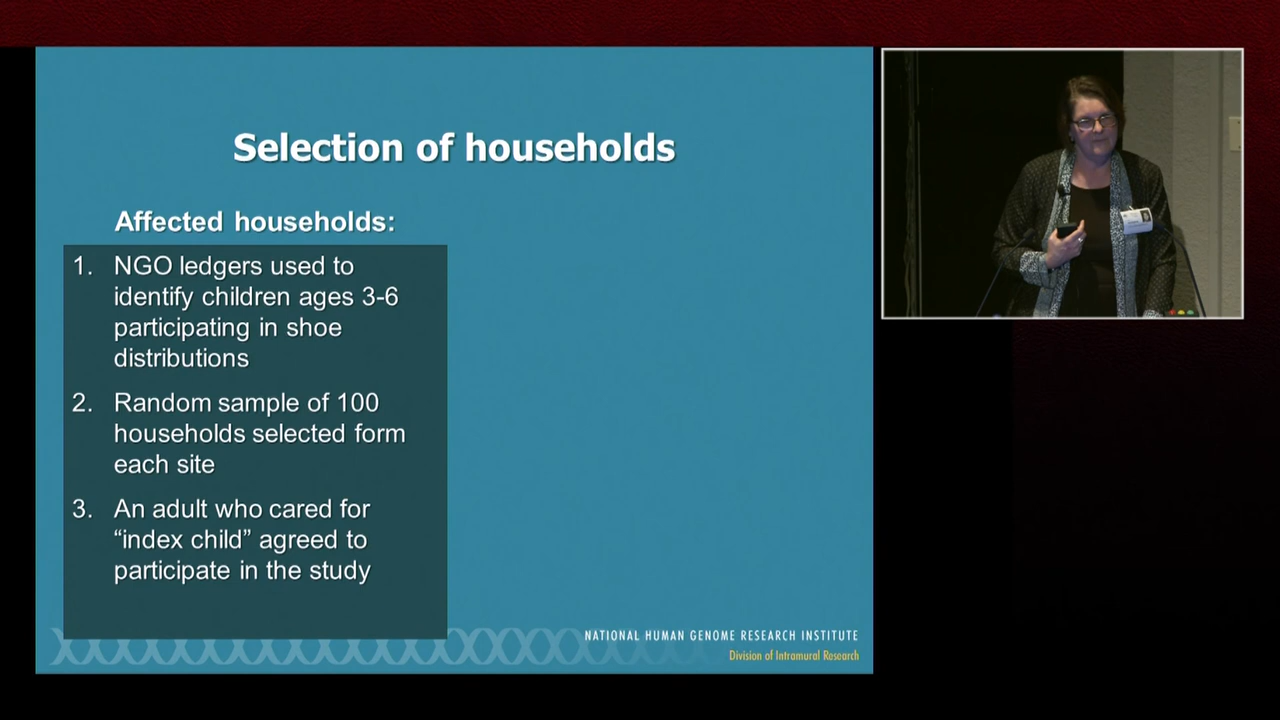 Selection of households
Affected households:
1. NGO ledgers used to
identify children ages 3-6
participating in shoe
distributions
2. Random sample of 100
households selected form
each site
3. An adult who cared for
“index child” agreed to
participate in the study
NATIONAL HUMAN GENOME RESEARCH INSTITUTE
Division of Intramural Research